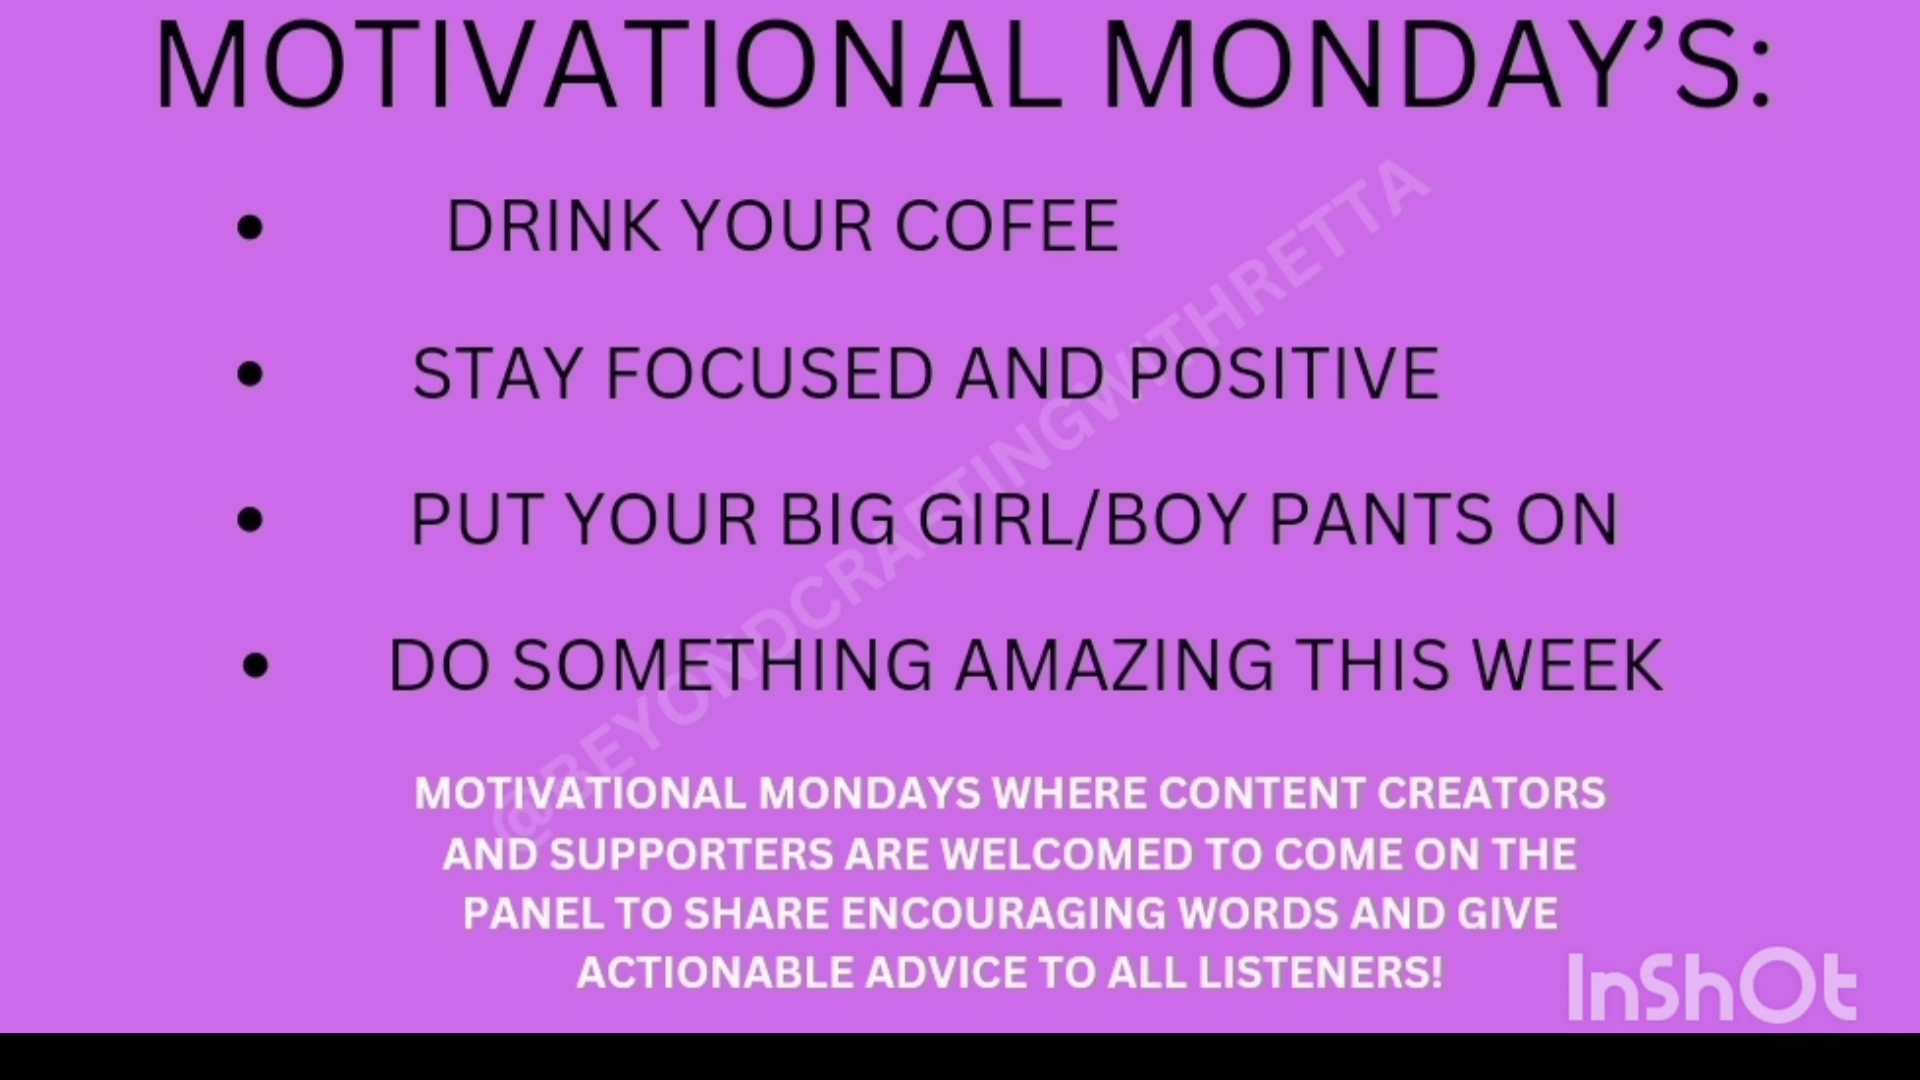 MOTIVATIONAL MONDAY’S:
• DRINK YOUR COFEE
• STAY FOCUSED AND POSITIVE
• PUT YOUR BIG GIRL/BOY PANTS ON
• DO SOMETHING AMAZING THIS WEEK
@BEYONDCRAFTINGWITHRETTA
MOTIVATIONAL MONDAYS WHERE CONTENT CREATORS
AND SUPPORTERS ARE WELCOMED TO COME ON THE
PANEL TO SHARE ENCOURAGING WORDS AND GIVE
ACTIONABLE ADVICE TO ALL LISTENERS!
InShOt